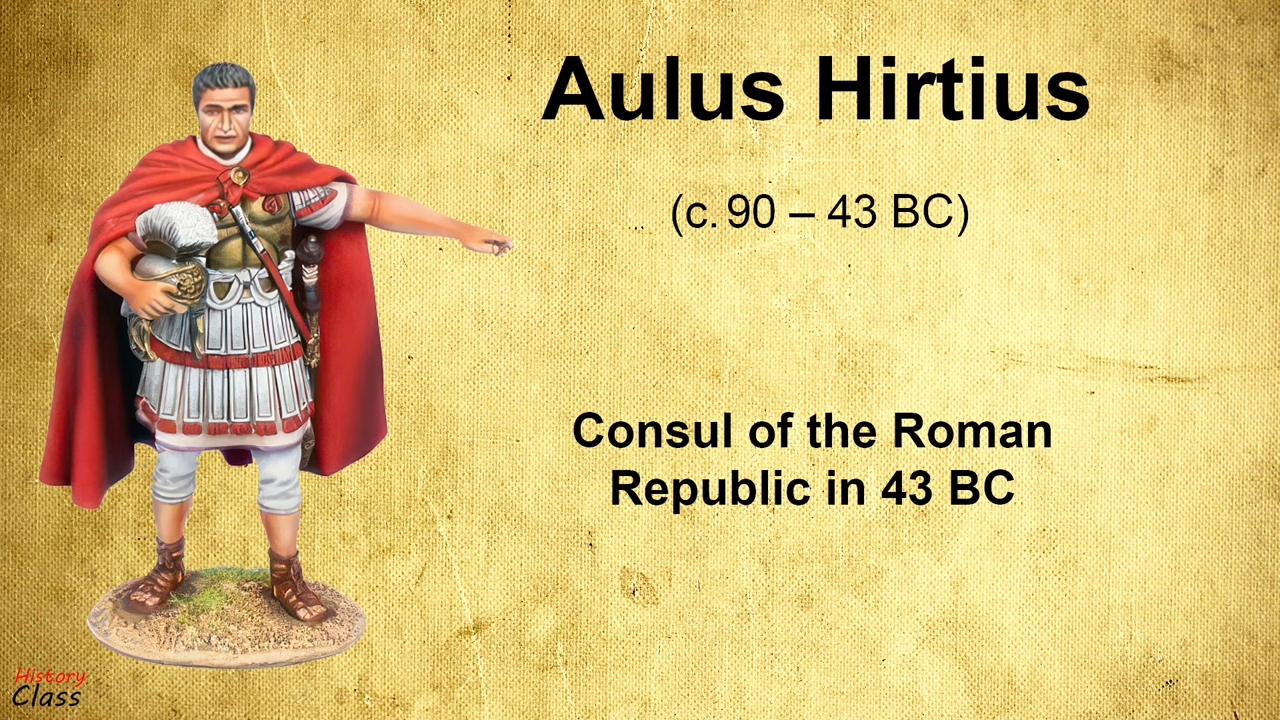 Aulus Hirtius
(c. 90 – 43 BC)
Consul of the Roman
Republic in 43 BC
History
Class